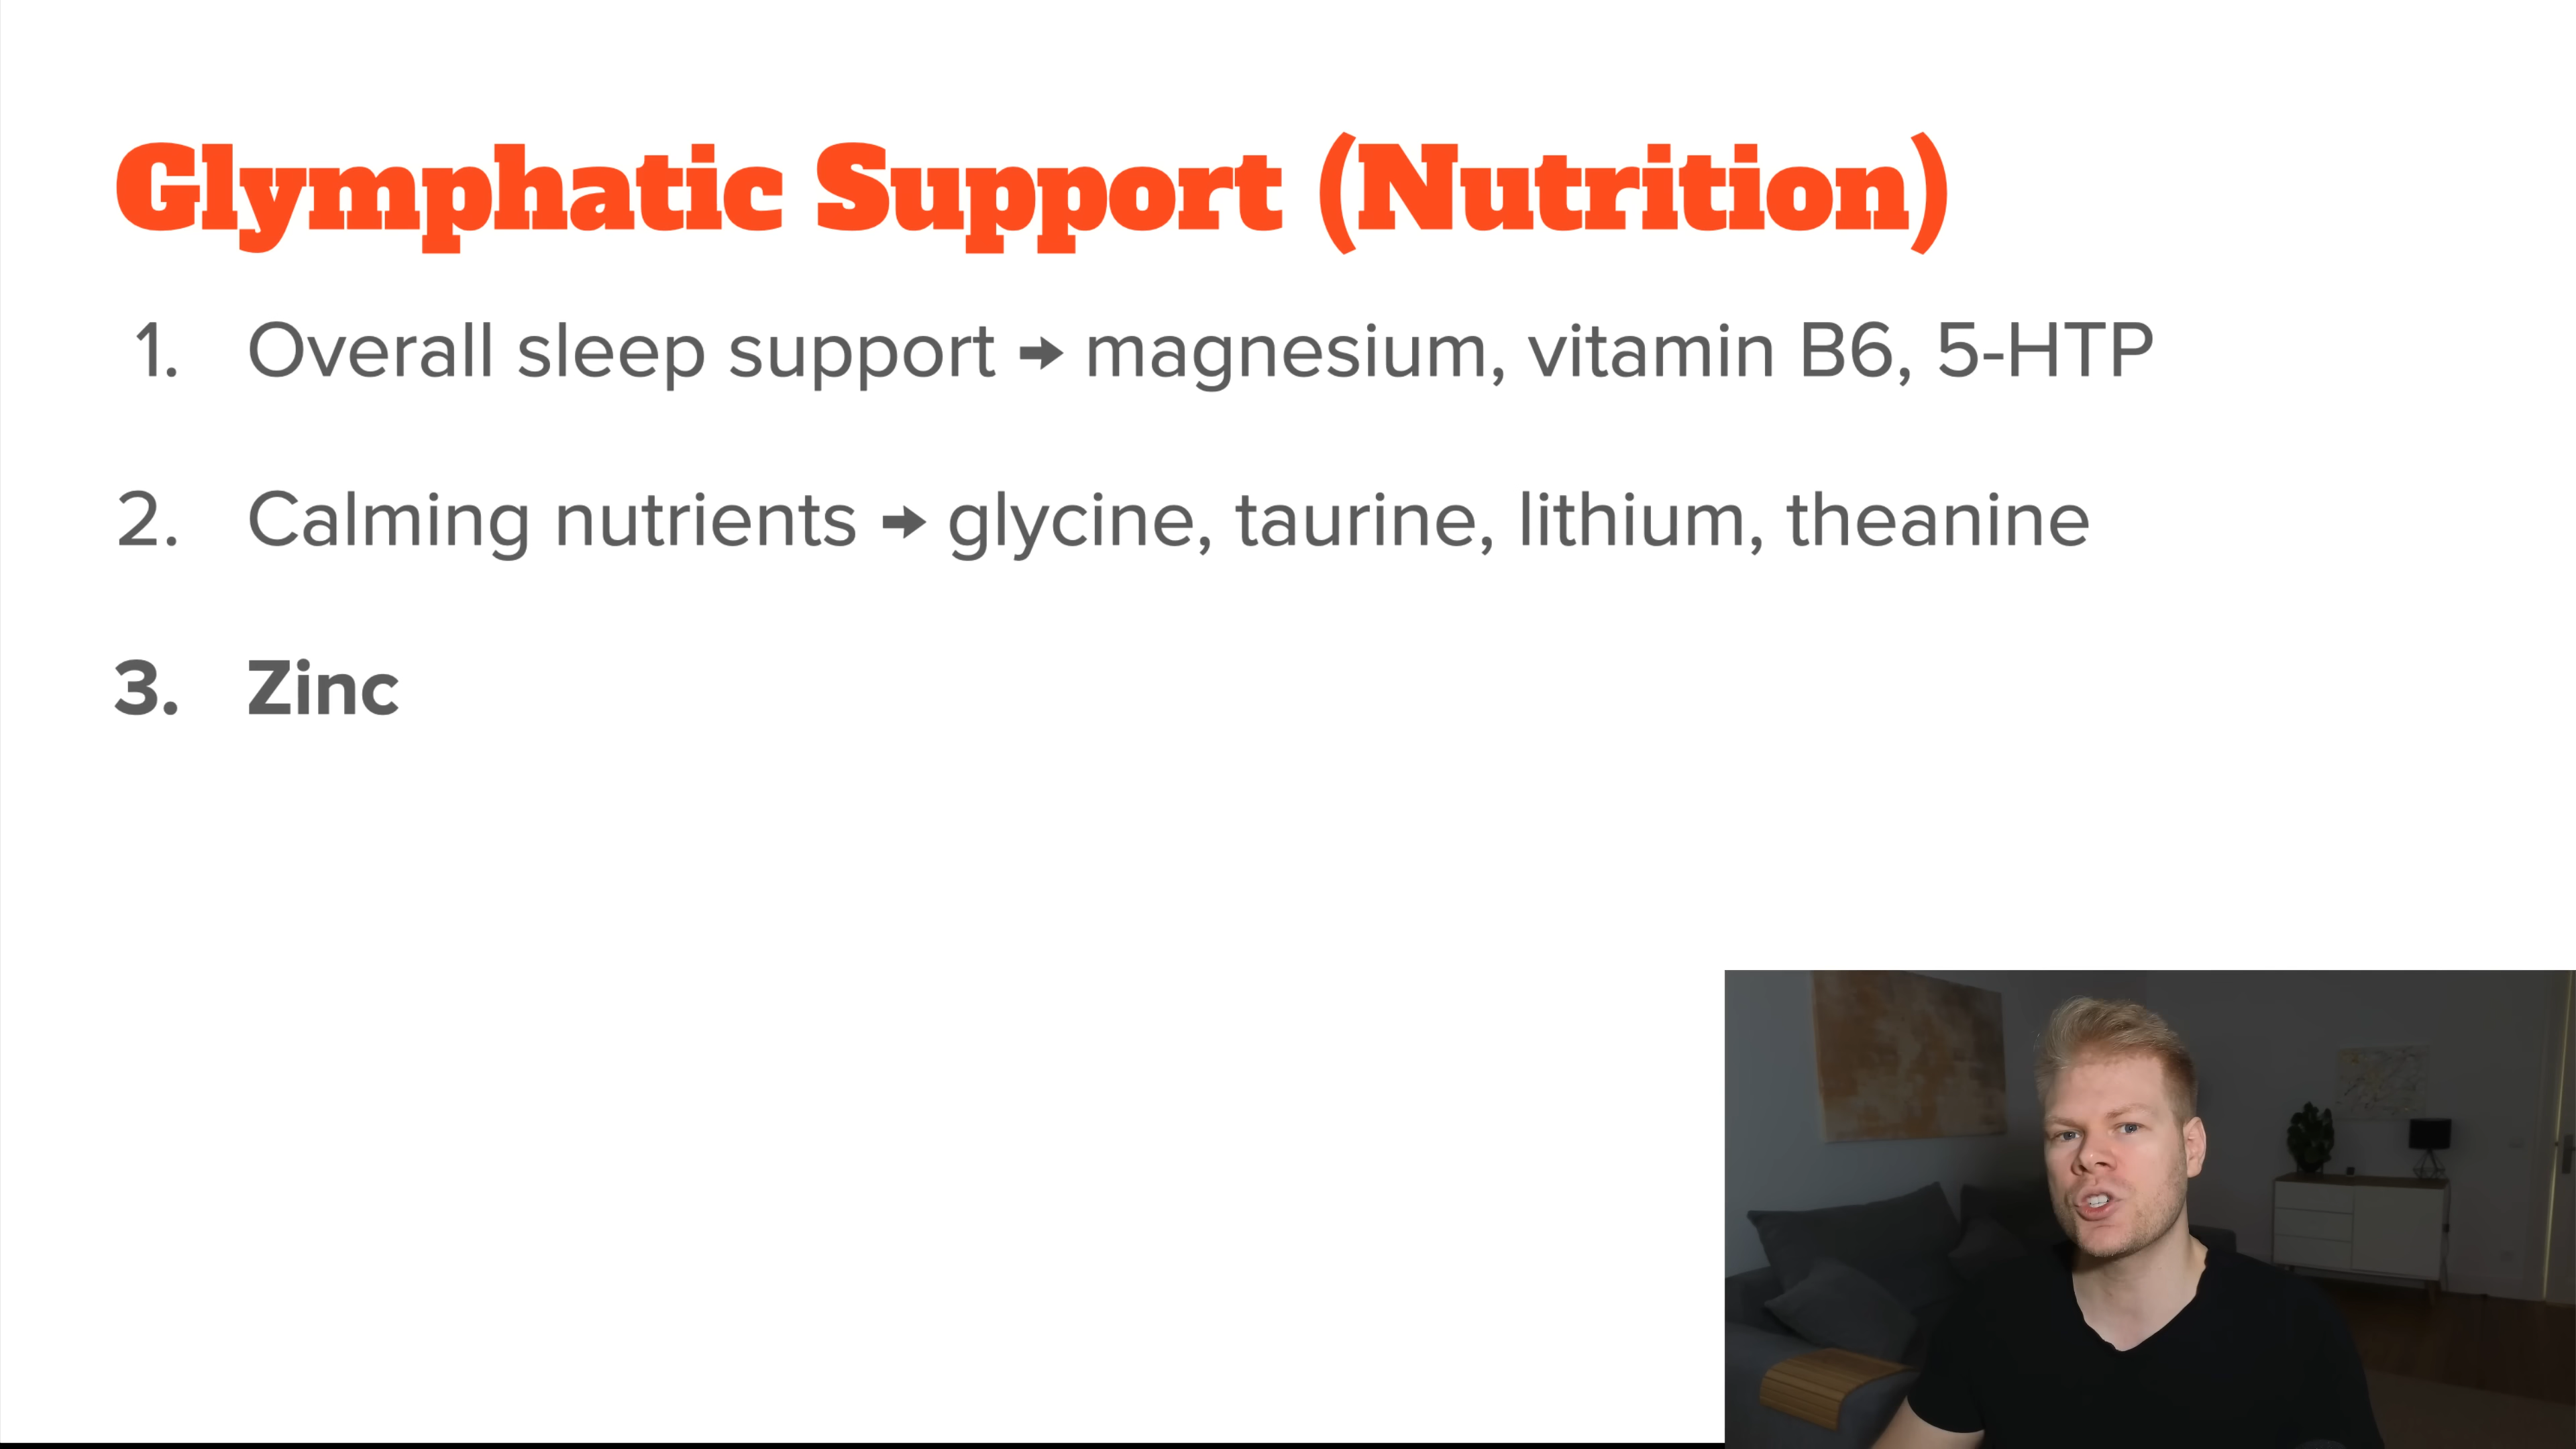 Glymphatic Support (Nutrition)
1. Overall sleep support → magnesium, vitamin B6, 5-HTP
2. Calming nutrients → glycine, taurine, lithium, theanine
3. Zinc